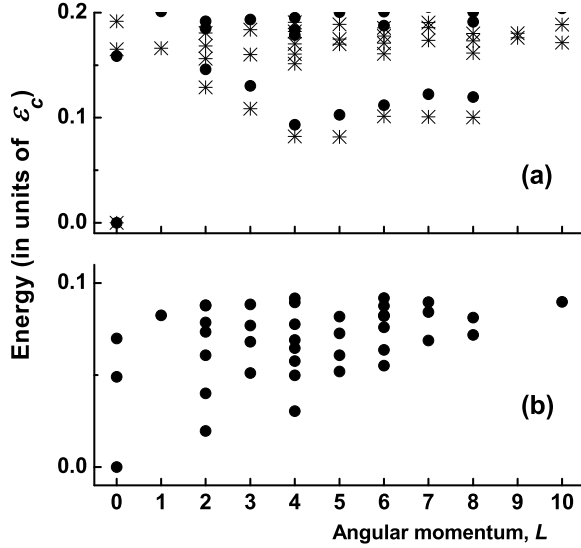 0.2
0.1
0.0
(a)
Energy (in units of ε_c)
0.1
0.0
(b)
0 1 2 3 4 5 6 7 8 9 10
Angular momentum, L